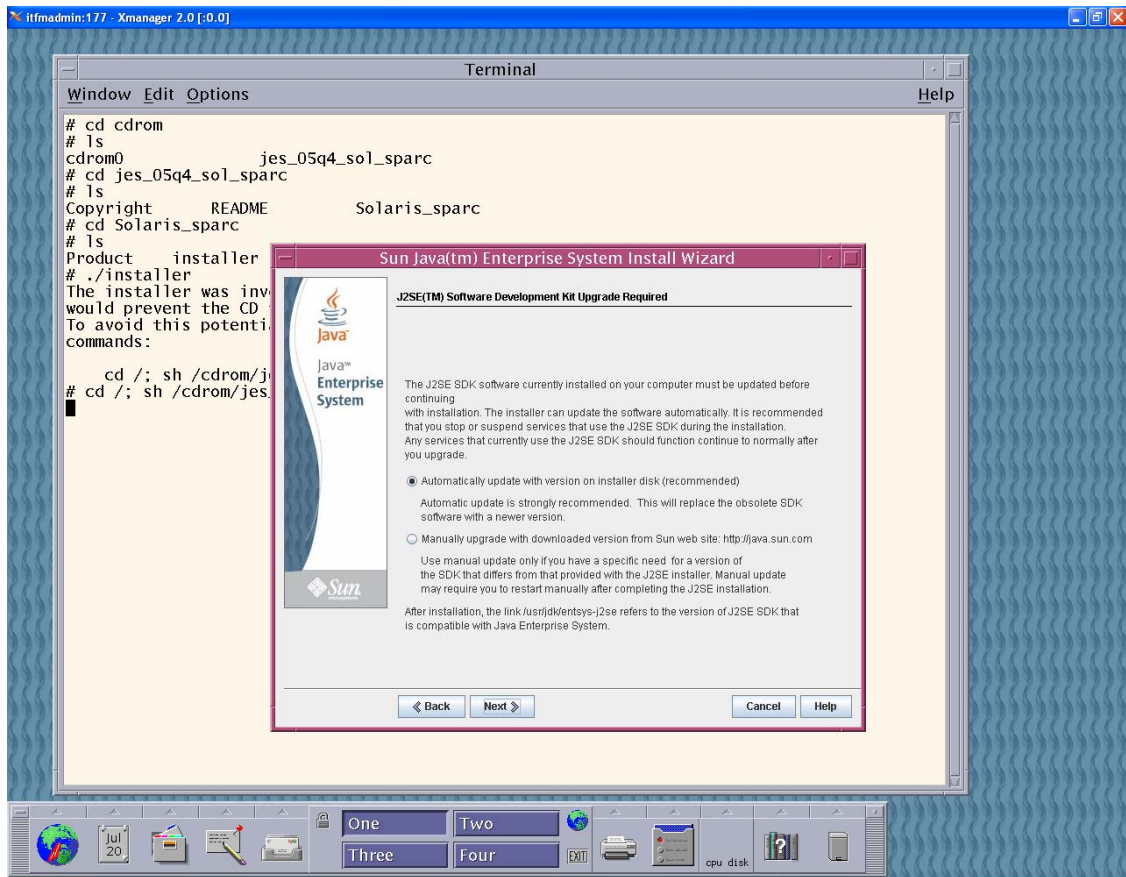 itfmadmin:177 - Xmanager 2.0 [:0.0]
Terminal
Window Edit Options Help
# cd cdrom
# ls
cdrom0 jes_05q4_sol_sparc
# cd jes_05q4_sol_sparc
# ls
Copyright README Solaris_sparc
# cd Solaris_sparc
# ls
Product installer
# ./installer
The installer was inv
would prevent the CD
To avoid this potenti
commands:
cd /; sh /cdrom/j
# cd /; sh /cdrom/jes_
Sun Java(tm) Enterprise System Install Wizard
Java
Java™
Enterprise
System
Sun
J2SE(TM) Software Development Kit Upgrade Required
The J2SE SDK software currently installed on your computer must be updated before
continuing
with installation. The installer can update the software automatically. It is recommended
that you stop or suspend services that use the J2SE SDK during the installation.
Any services that currently use the J2SE SDK should function continue to normally after
you upgrade.
Automatically update with version on installer disk (recommended)
Automatic update is strongly recommended. This will replace the obsolete SDK
software with a newer version.
Manually upgrade with downloaded version from Sun web site: http://java.sun.com
Use manual update only if you have a specific need for a version of
the SDK that differs from that provided with the J2SE installer. Manual update
may require you to restart manually after completing the J2SE installation.
After installation, the link /usr/jdk/entsys-j2se refers to the version of J2SE SDK that
is compatible with Java Enterprise System.
Back Next Cancel Help
Jul
20
One Two
Three Four
EXIT
cpu disk
?